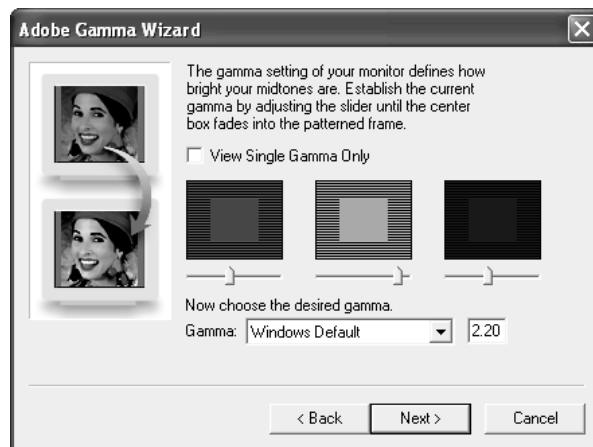 Adobe Gamma Wizard
The gamma setting of your monitor defines how
bright your midtones are. Establish the current
gamma by adjusting the slider until the center
box fades into the patterned frame.
View Single Gamma Only
Now choose the desired gamma.
Gamma: Windows Default 2.20
< Back Next > Cancel